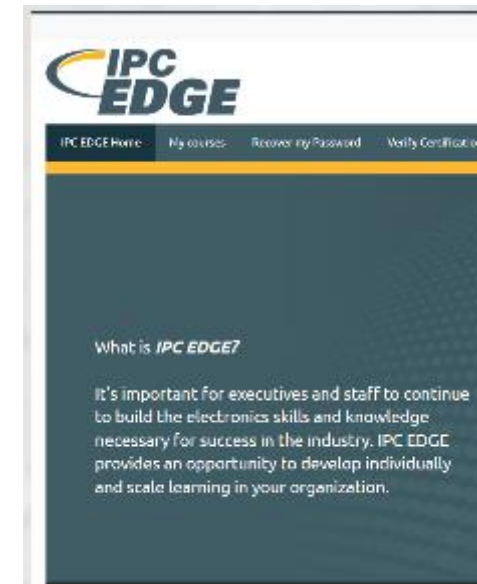 IPC
EDGE
IPC EDGE Home My courses Recover my Password Verify Certificatio
What is IPC EDGE?
It's important for executives and staff to continue
to build the electronics skills and knowledge
necessary for success in the industry. IPC EDGE
provides an opportunity to develop individually
and scale learning in your organization.